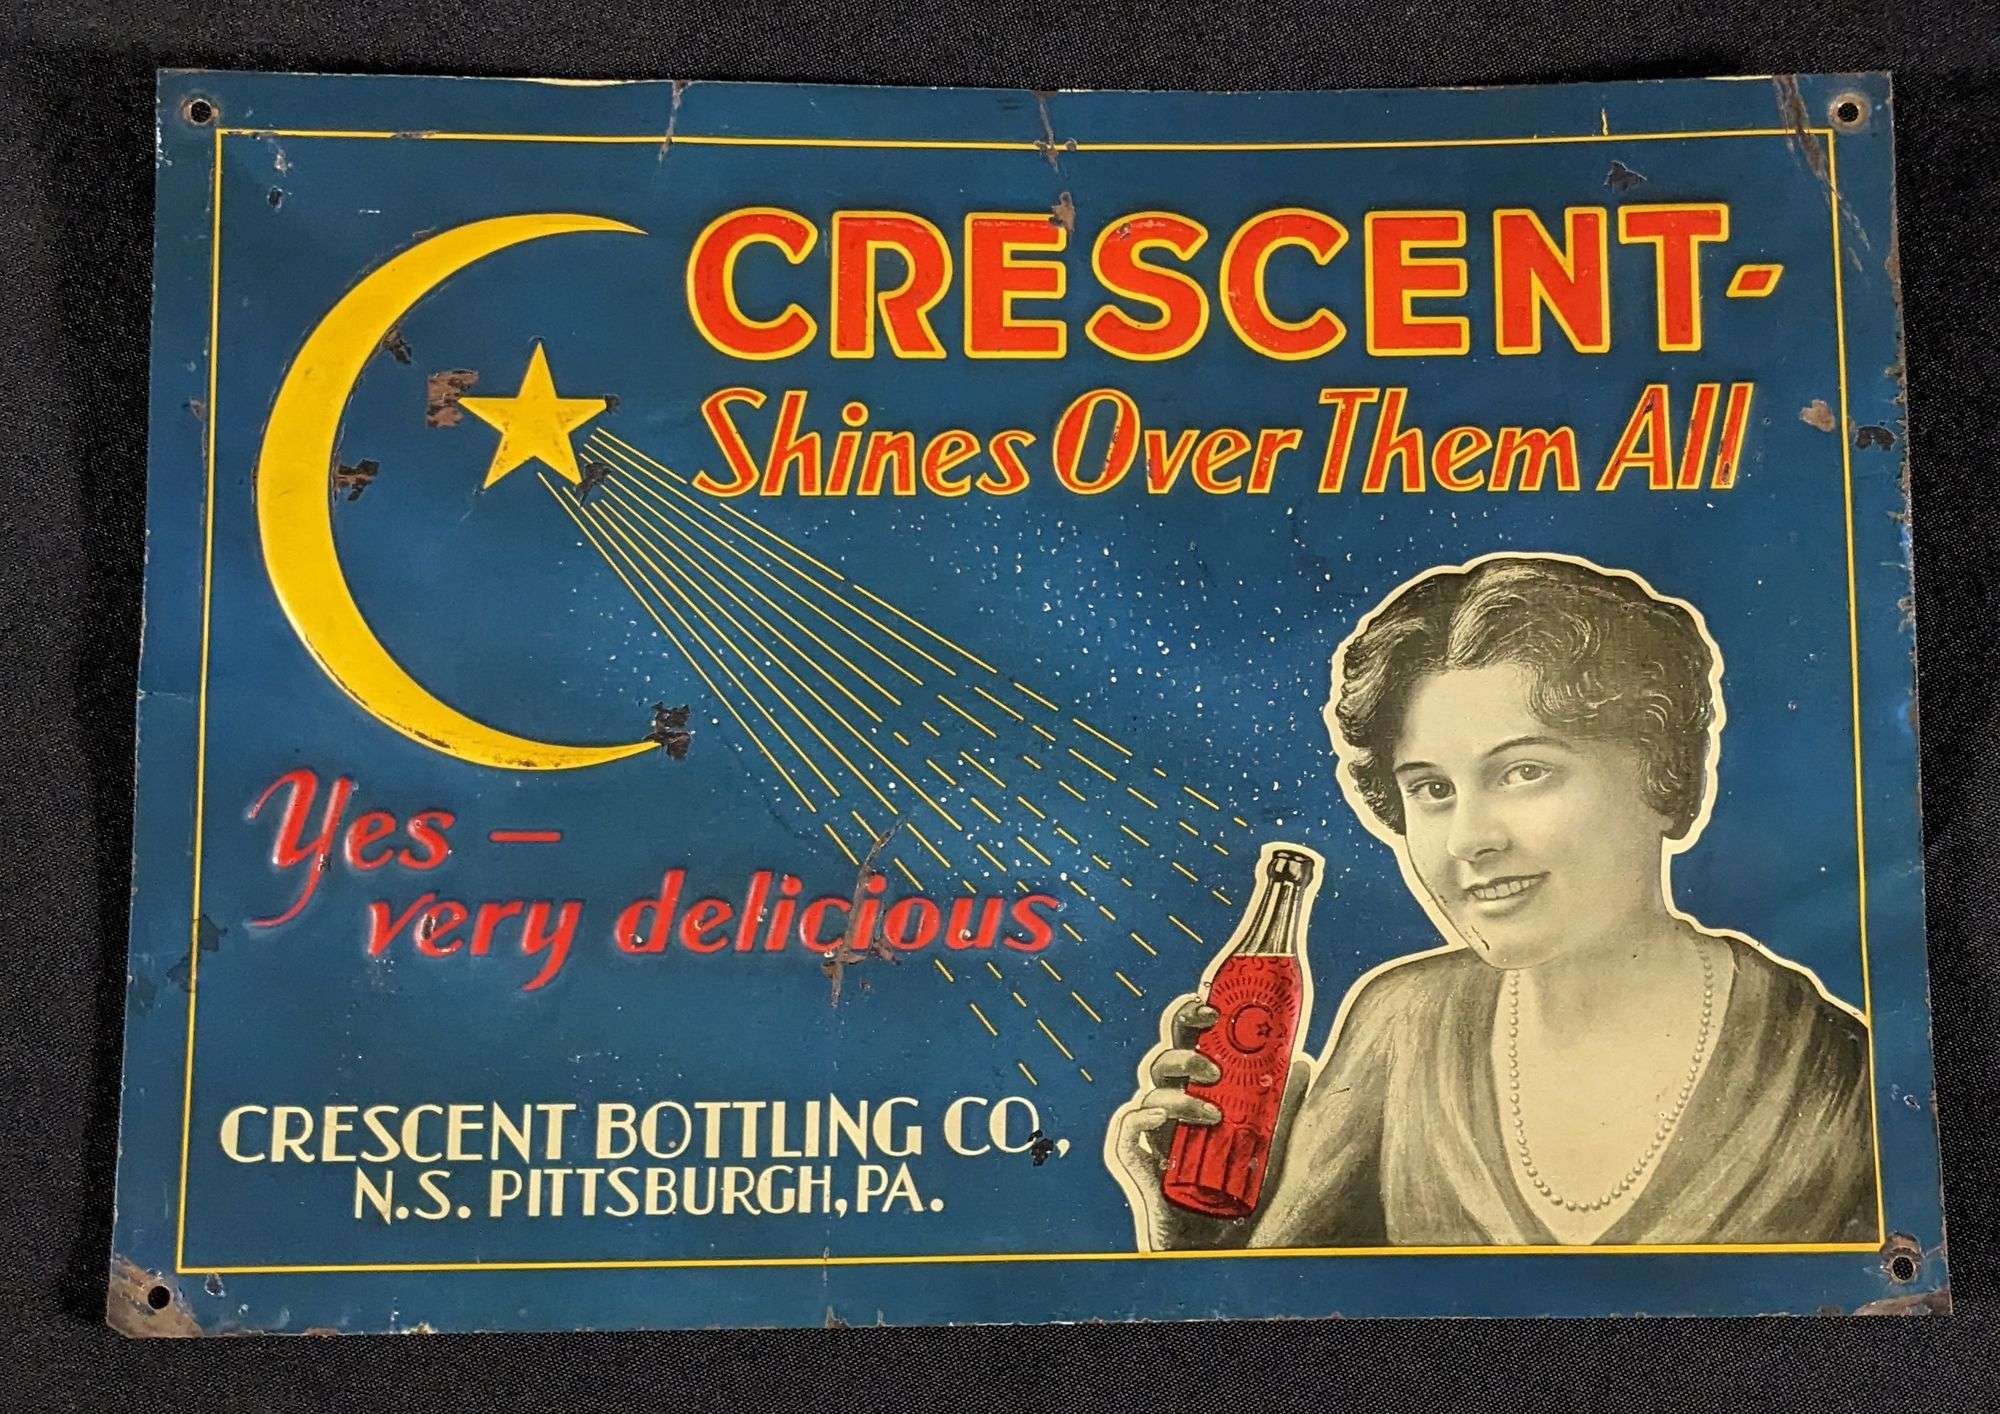 CRESCENT-
Shines Over Them All
Yes –
very delicious
CRESCENT BOTTLING CO.,
N.S. PITTSBURGH, PA.